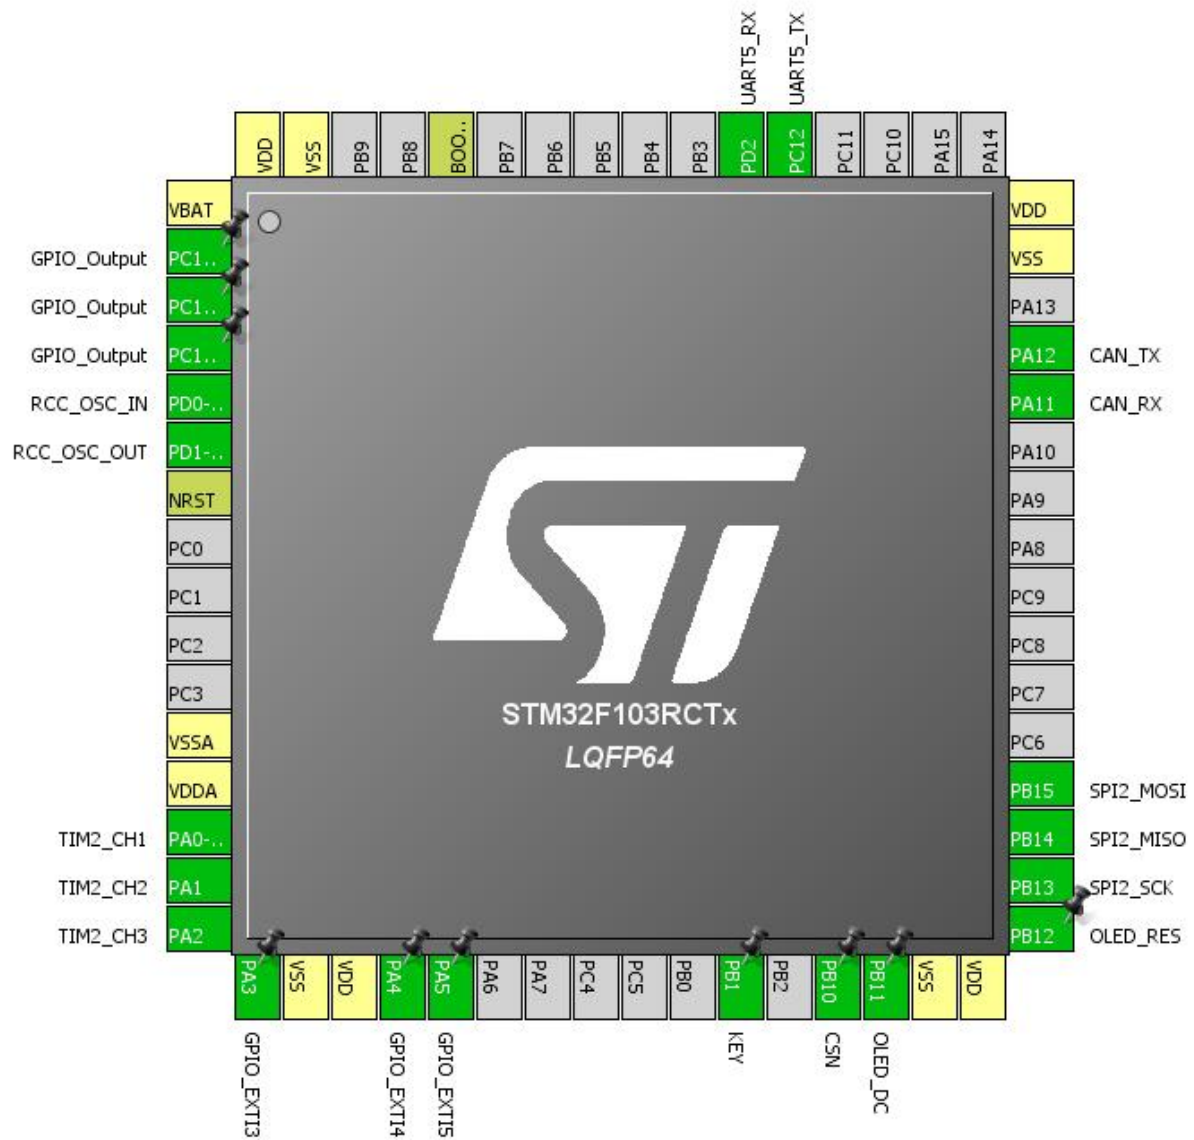 UART5_RX
UART5_TX
VDD
VSS
PB9
PB8
BOO..
PB7
PB6
PB5
PB4
PB3
PD2
PC12
PC11
PC10
PA15
PA14
VBAT
GPIO_Output PC1..
GPIO_Output PC1..
GPIO_Output PC1..
RCC_OSC_IN PD0-..
RCC_OSC_OUT PD1-..
NRST
PC0
PC1
PC2
PC3
VSSA
VDDA
TIM2_CH1 PA0-..
TIM2_CH2 PA1
TIM2_CH3 PA2
ST
STM32F103RCTx
LQFP64
VDD
VSS
PA13
PA12 CAN_TX
PA11 CAN_RX
PA10
PA9
PA8
PC9
PC8
PC7
PC6
PB15 SPI2_MOSI
PB14 SPI2_MISO
PB13 SPI2_SCK
PB12 OLED_RES
PA3
VSS
VDD
PA4
PA5
PA6
PA7
PC4
PC5
PB0
PB1
PB2
PB10
PB11
VSS
VDD
GPIO_EXTI3
GPIO_EXTI4
GPIO_EXTI5
KEY
CSN
OLED_DC